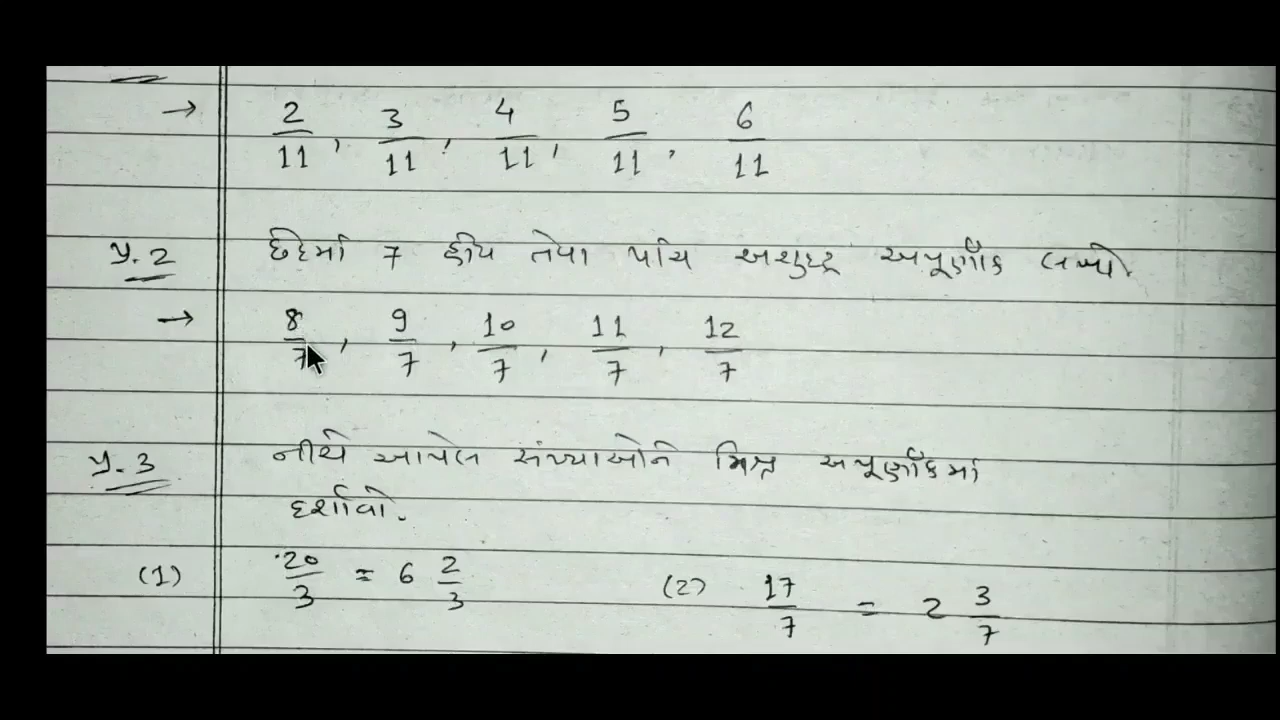 → 2/11, 3/11, 4/11, 5/11, 6/11
પ્ર.2 છેદમાં 7 હોય તેવા પાંચ અશુદ્ધ અપૂર્ણાંક લખો.
→ 8/7, 9/7, 10/7, 11/7, 12/7
પ્ર.3 નીચે આપેલ સંખ્યાઓને મિશ્ર અપૂર્ણાંકમાં
દર્શાવો.
(1) 20/3 = 6 2/3 (2) 17/7 = 2 3/7